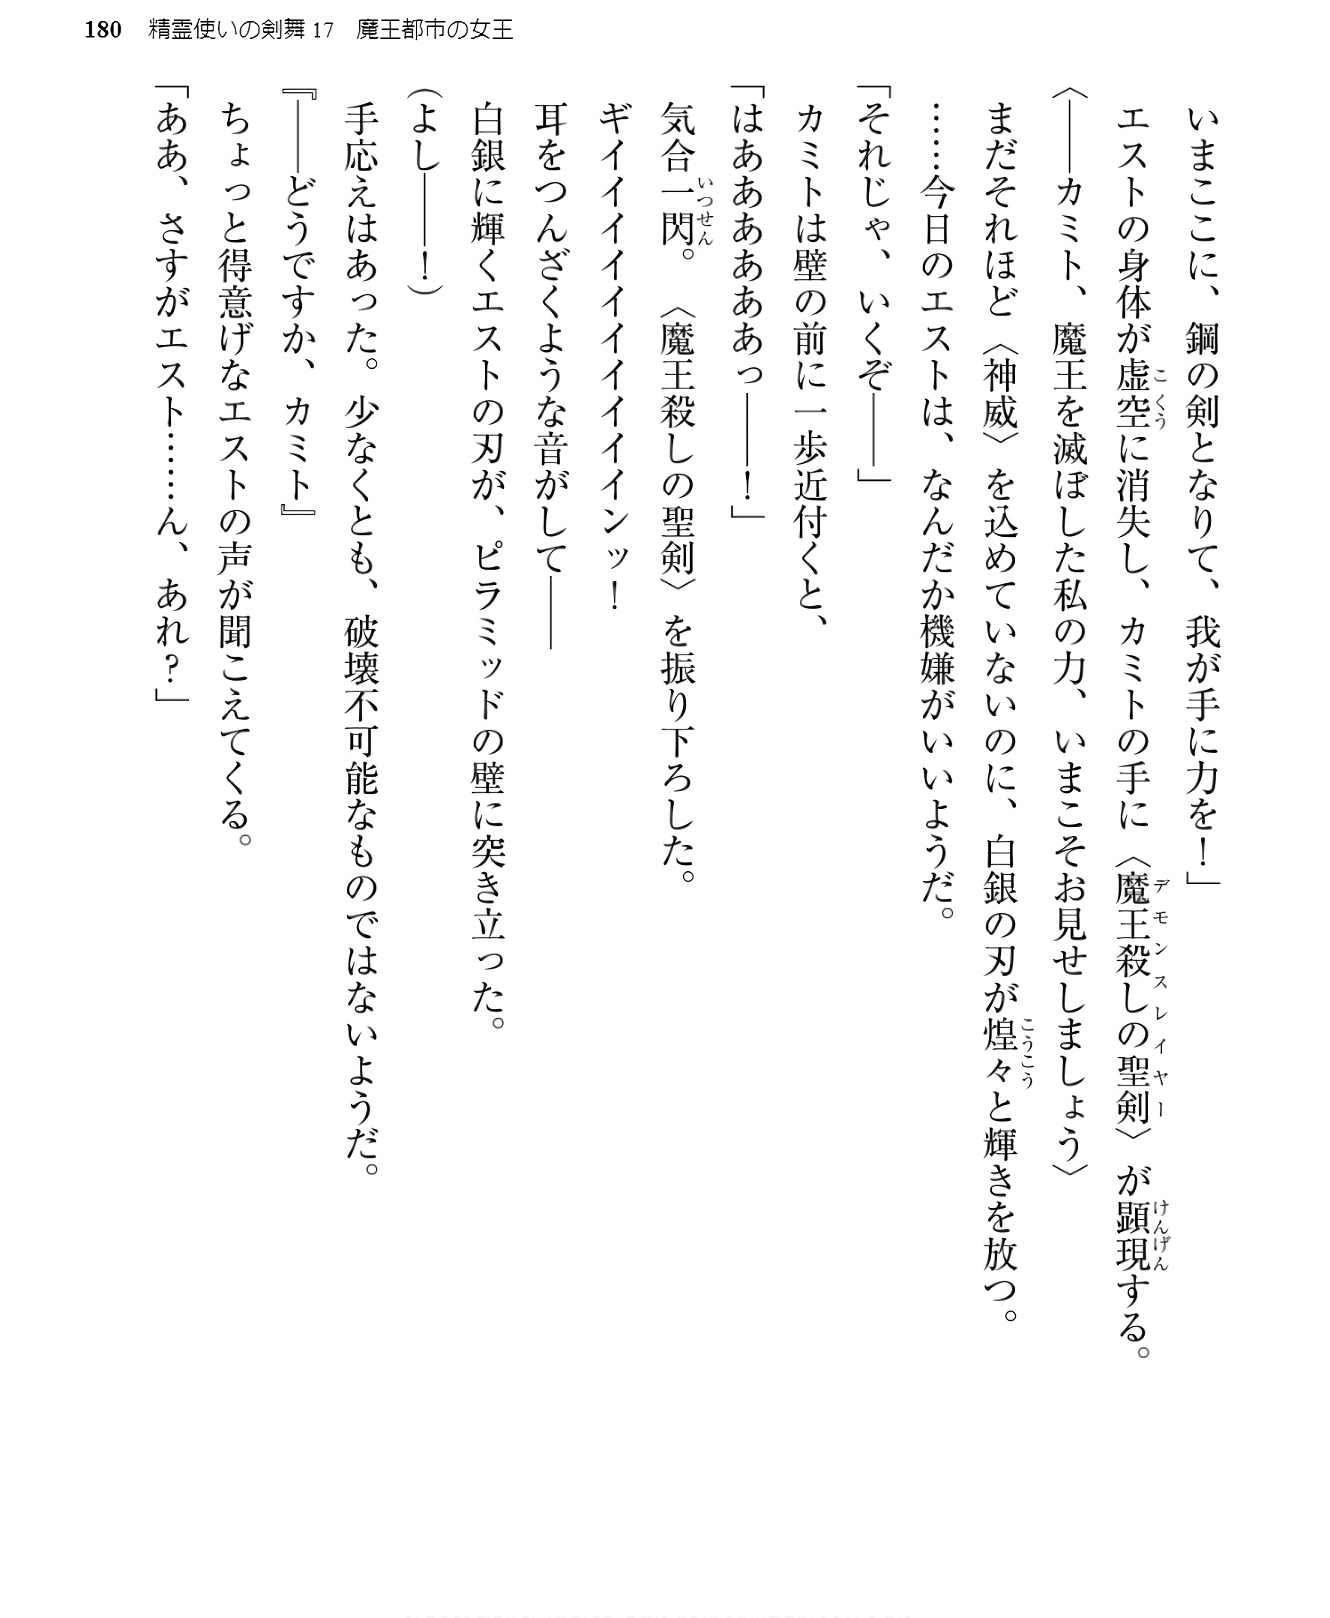 180 精霊使いの剣舞17 魔王都市の女王
いまここに、鋼の剣となりて、我が手に力を！」
エストの身体が虚空に消失し、カミトの手に〈魔王殺しの聖剣〉が顕現する。
〈――カミト、魔王を滅ぼした私の力、いまこそお見せしましょう〉
まだそれほど〈神威〉を込めていないのに、白銀の刃が煌々と輝きを放つ。
……今日のエストは、なんだか機嫌がいいようだ。
「それじゃ、いくぞ――」
カミトは壁の前に一歩近付くと、
「はああああああっ――！」
気合一閃。〈魔王殺しの聖剣〉を振り下ろした。
ギイイイイイイイイイイインッ！
耳をつんざくような音がして――
白銀に輝くエストの刃が、ピラミッドの壁に突き立った。
（よし――！）
手応えはあった。少なくとも、破壊不可能なものではないようだ。
『――どうですか、カミト』
ちょっと得意げなエストの声が聞こえてくる。
「ああ、さすがエスト……ん、あれ？」